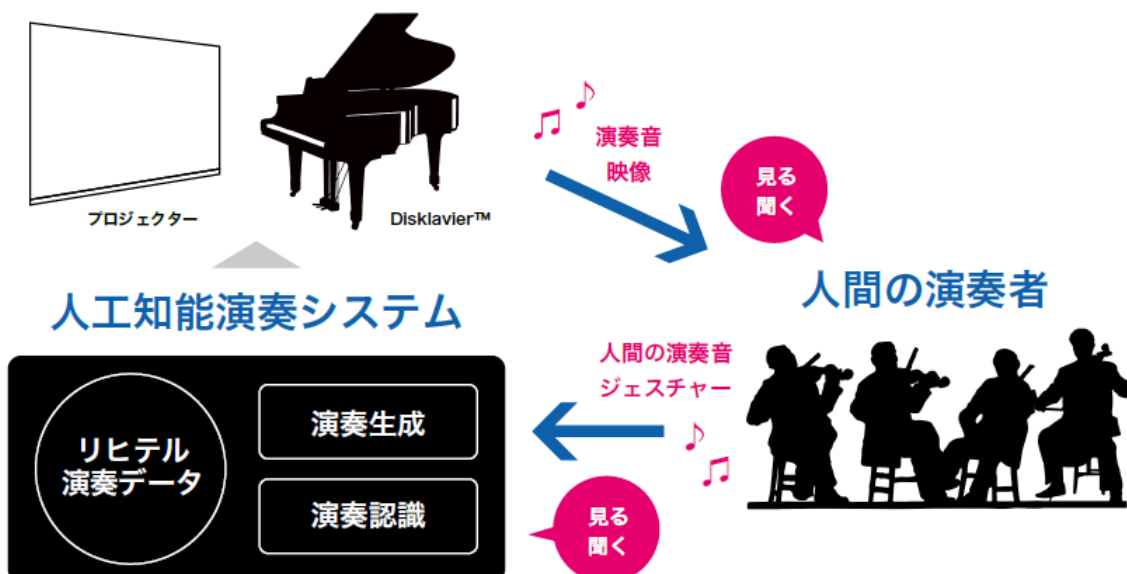 プロジェクター
Disklavier™
演奏音
映像
見る
聞く
人工知能演奏システム
人間の演奏者
リヒテル
演奏データ
演奏生成
演奏認識
人間の演奏音
ジェスチャー
見る
聞く